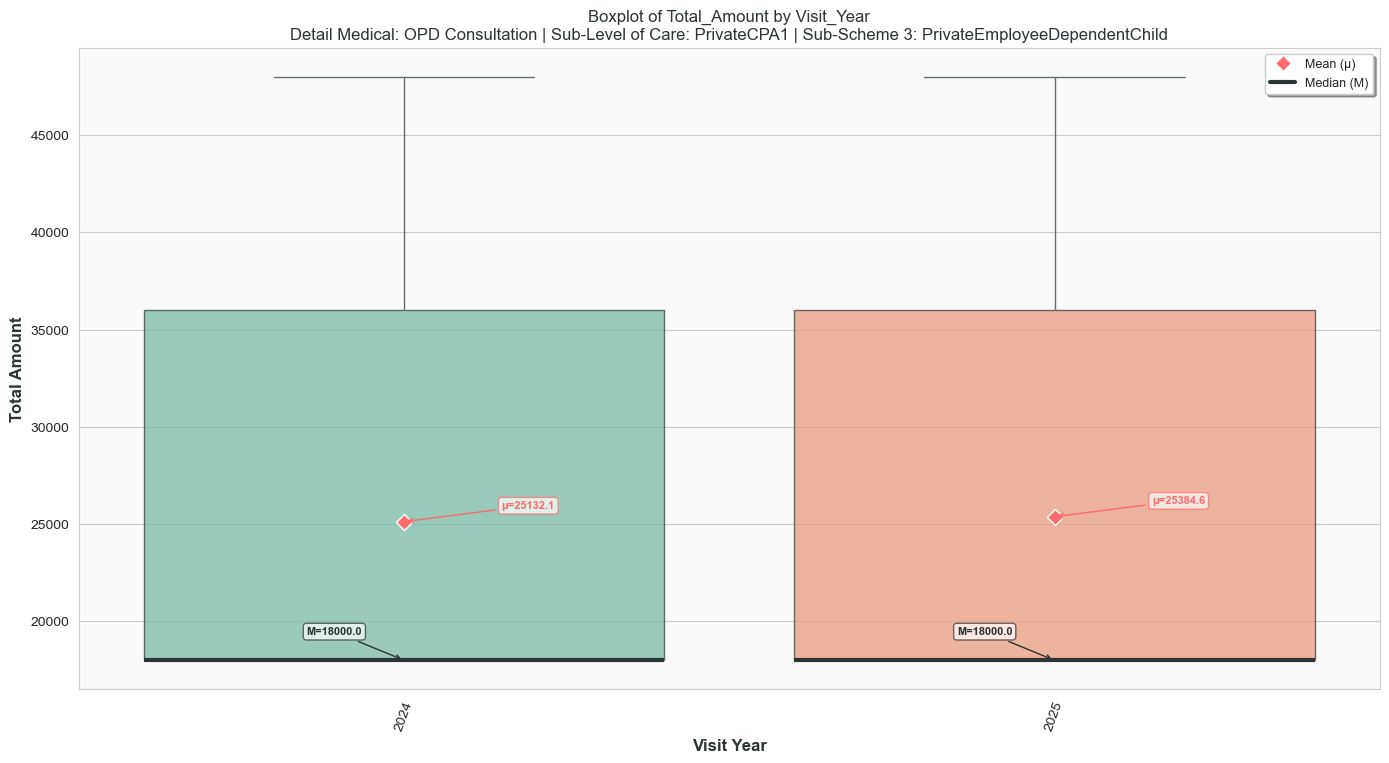 Boxplot of Total_Amount by Visit_Year
Detail Medical: OPD Consultation | Sub-Level of Care: PrivateCPA1 | Sub-Scheme 3: PrivateEmployeeDependentChild
Mean (μ)
Median (M)
Total Amount
45000
40000
35000
30000
25000
20000
μ=25132.1
μ=25384.6
M=18000.0
M=18000.0
2024
2025
Visit Year